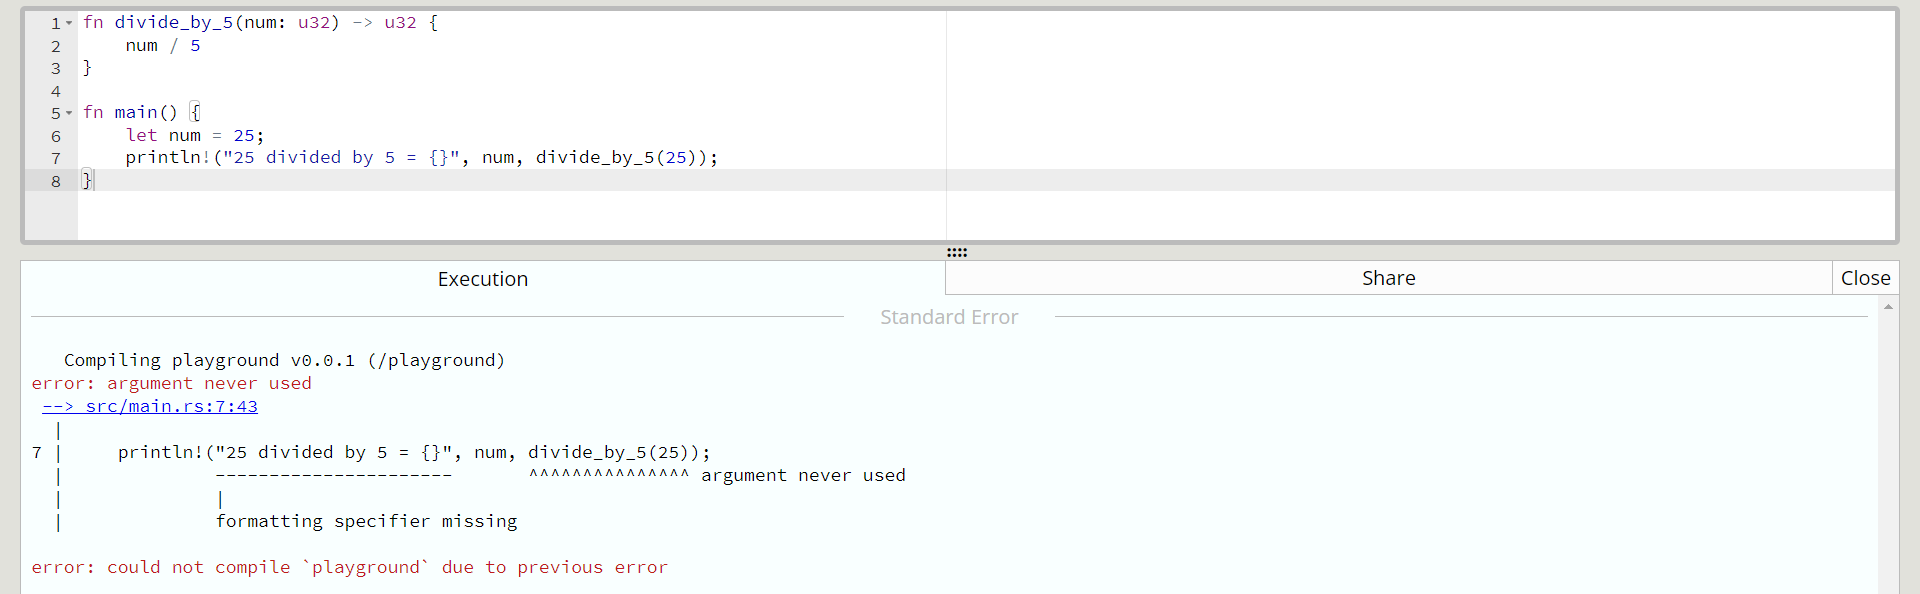 1 fn divide_by_5(num: u32) -> u32 {
2     num / 5
3 }
4
5 fn main() {
6     let num = 25;
7     println!("25 divided by 5 = {}", num, divide_by_5(25));
8 }
Execution Share Close
Standard Error
   Compiling playground v0.0.1 (/playground)
error: argument never used
 --> src/main.rs:7:43
  |
7 |     println!("25 divided by 5 = {}", num, divide_by_5(25));
  |              ----------------------       ^^^^^^^^^^^^^^^ argument never used
  |              |
  |              formatting specifier missing
error: could not compile `playground` due to previous error